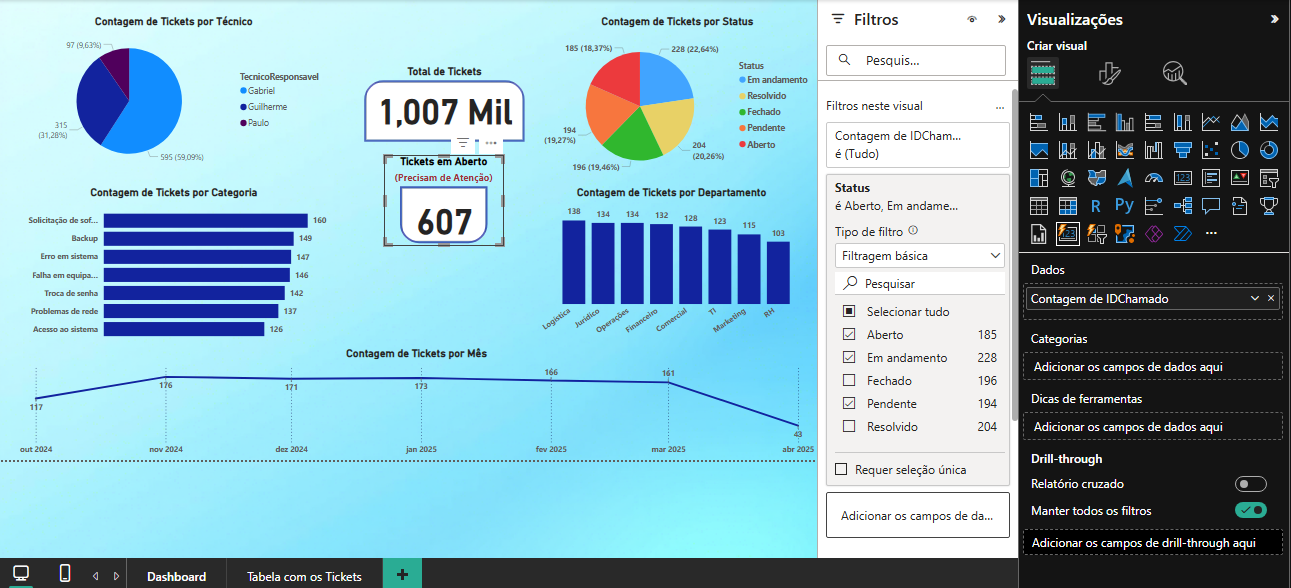 Contagem de Tickets por Técnico
97 (9,63%)
315
(31,28%)
595 (59,09%)
TecnicoResponsavel
Gabriel
Guilherme
Paulo
Total de Tickets
1,007 Mil
Tickets em Aberto
(Precisam de Atenção)
607
Contagem de Tickets por Status
185 (18,37%)
228 (22,64%)
194
(19,27%)
204
(20,26%)
196 (19,46%)
Status
Em andamento
Resolvido
Fechado
Pendente
Aberto
Contagem de Tickets por Categoria
Solicitação de sof... 160
Backup 149
Erro em sistema 147
Falha em equipa... 146
Troca de senha 142
Problemas de rede 137
Acesso ao sistema 126
Contagem de Tickets por Departamento
138 134 134 132 128 123 115 103
Logística Jurídico Operações Financeiro Comercial TI Marketing RH
Contagem de Tickets por Mês
117 176 171 173 166 161 43
out 2024 nov 2024 dez 2024 jan 2025 fev 2025 mar 2025 abr 2025
Dashboard
Tabela com os Tickets
Filtros
Pesquis...
Filtros neste visual ...
Contagem de IDCham...
é (Tudo)
Status
é Aberto, Em andame...
Tipo de filtro
Filtragem básica
Pesquisar
Selecionar tudo
Aberto 185
Em andamento 228
Fechado 196
Pendente 194
Resolvido 204
Requer seleção única
Adicionar os campos de da...
Visualizações
Criar visual
123
R
Py
123
...
Dados
Contagem de IDChamado
Categorias
Adicionar os campos de dados aqui
Dicas de ferramentas
Adicionar os campos de dados aqui
Drill-through
Relatório cruzado
Manter todos os filtros
Adicionar os campos de drill-through aqui